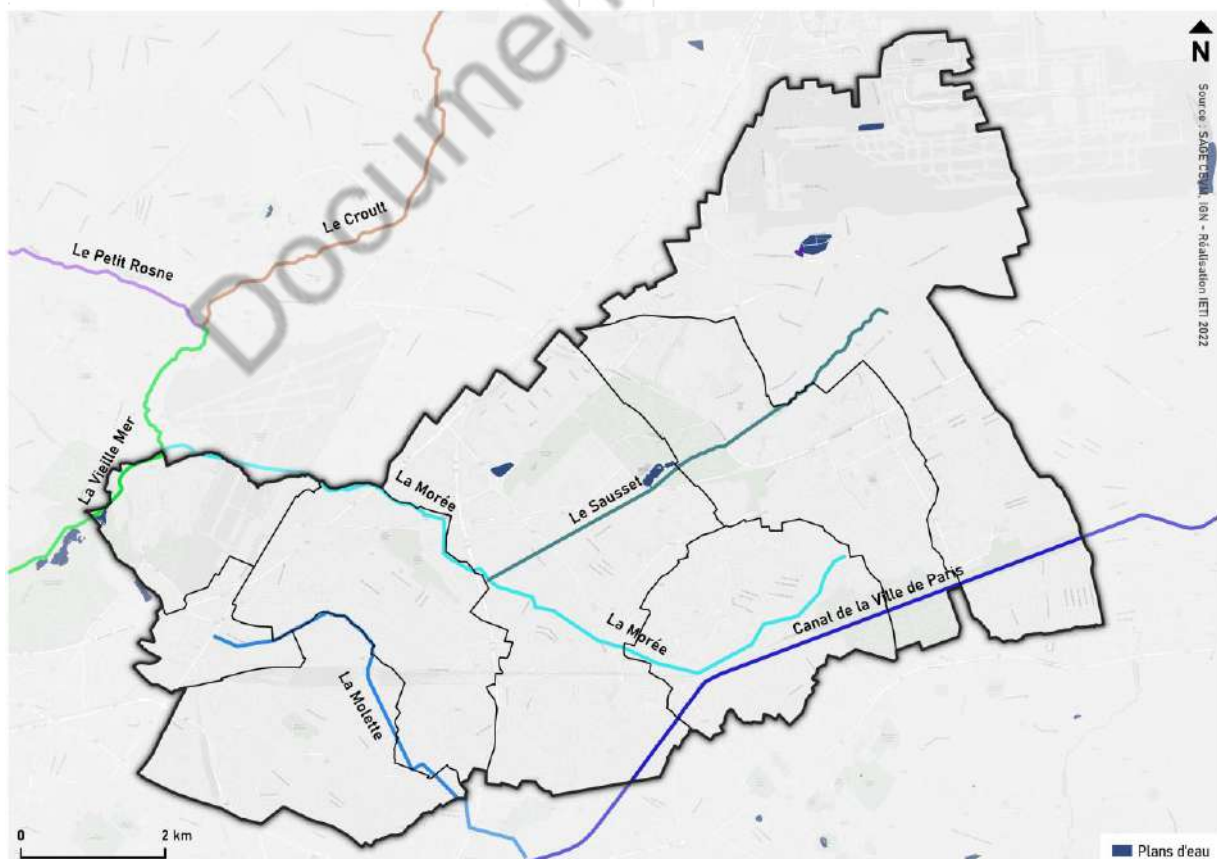 Documen
N
Source : SAGE CEVM, IGN - Réalisation IETI 2022
Le Croult
Le Petit Rosne
La Vieille Mer
La Morée
Le Sausset
Canal de la Ville de Paris
La Morée
La Molette
0 2 km
Plans d'eau